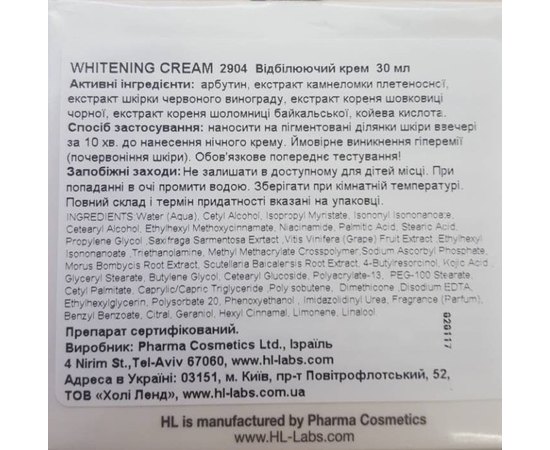 WHITENING CREAM 2904 Відбілюючий крем 30 мл
Активні інгредієнти: арбутин, екстракт камнеломки плетеносної,
екстракт шкірки червоного винограду, екстракт кореня шовковиці
чорної, екстракт кореня шоломниці байкальської, койева кислота.
Спосіб застосування: наносити на пігментовані ділянки шкіри ввечері
за 10 хв. до нанесення нічного крему. Ймовірне виникнення гіперемії
(почервоніння шкіри). Обов'язкове попереднє тестування!
Запобіжні заходи: Не залишати в доступному для дітей місці. При
попаданні в очі промити водою. Зберігати при кімнатній температурі.
Повний склад і термін придатності вказані на упаковці.
INGREDIENTS:Water (Aqua), Cetyl Alcohol, Isopropyl Myristate, Isononyl Isononanoate,
Cetearyl Alcohol, Ethylhexyl Methoxycinnamate, Niacinamide, Palmitic Acid, Stearic Acid,
Propylene Glycol ,Saxifraga Sarmentosa Extract ,Vitis Vinifera (Grape) Fruit Extract ,Ethylhexyl
Isononanoate ,Triethanolamine, Methyl Methacrylate Crosspolymer,Sodium Ascorbyl Phosphate,
Morus Bombycis Root Extract, Scutellaria Baicalensis Root Extract, 4-Butylresorcinol, Kojic Acid,
Glyceryl Stearate, Butylene Glycol, Cetearyl Glucoside, Polyacrylate-13, PEG-100 Stearate,
Cetyl Palmitate, Caprylic/Capric Triglyceride ,Polyisobutene, Dimethicone ,Disodium EDTA,
Ethylhexylglycerin, Polysorbate 20, Phenoxyethanol , Imidazolidinyl Urea, Fragrance (Parfum),
Benzyl Benzoate, Citral, Geraniol, Hexyl Cinnamal, Limonene, Linalool.
Препарат сертифікований.
Виробник: Pharma Cosmetics Ltd., Ізраїль
4 Nirim St.,Tel-Aviv 67060, www.hl-labs.com
Адреса в Україні: 03151, м. Київ, пр-т Повітрофлотський, 52,
ТОВ «Холі Ленд», www.hl-labs.com.ua
HL is manufactured by Pharma Cosmetics
www.HL-Labs.com